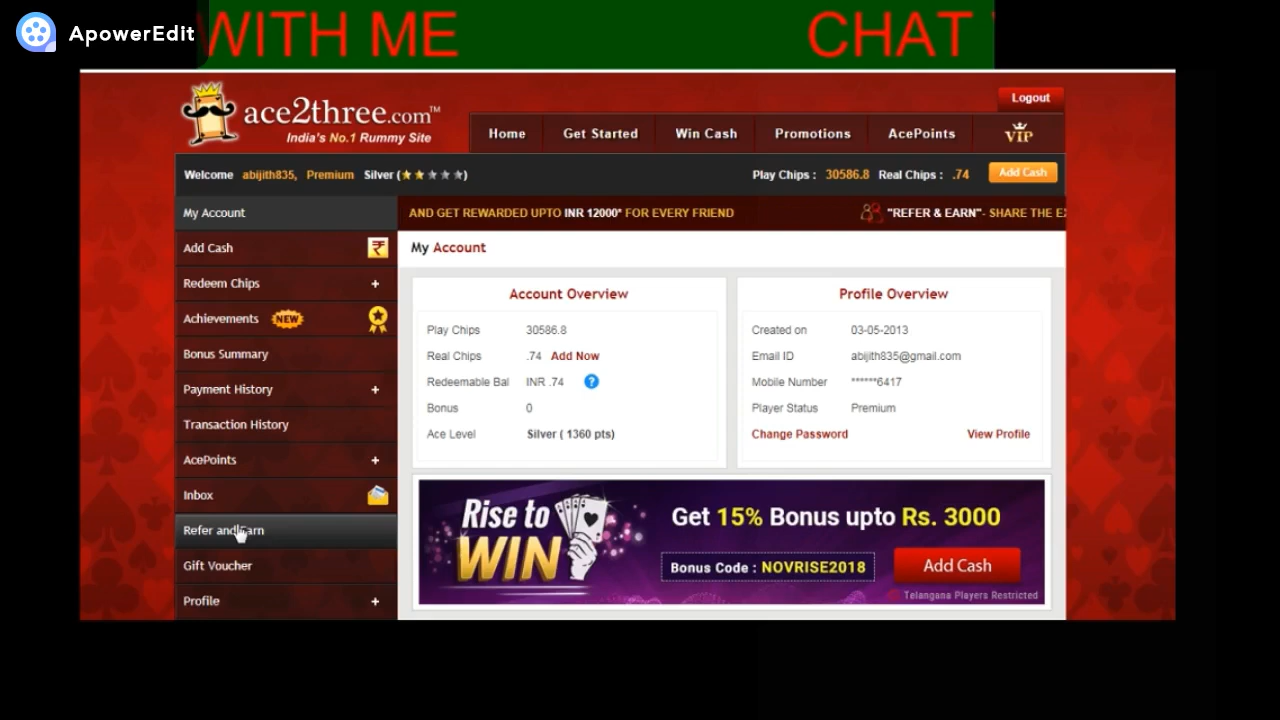 ApowerEdit
WITH ME CHAT
ace2three.com™
India's No.1 Rummy Site
Logout
Home Get Started Win Cash Promotions AcePoints VIP
Welcome abijith835, Premium Silver ( )
Play Chips : 30586.8 Real Chips : .74 Add Cash
My Account
AND GET REWARDED UPTO INR 12000* FOR EVERY FRIEND "REFER & EARN"- SHARE THE
Add Cash
Redeem Chips +
Achievements NEW
Bonus Summary
Payment History +
Transaction History
AcePoints +
Inbox
Refer and Earn
Gift Voucher
Profile +
My Account
Account Overview
Play Chips 30586.8
Real Chips .74 Add Now
Redeemable Bal INR .74 ?
Bonus 0
Ace Level Silver ( 1360 pts)
Profile Overview
Created on 03-05-2013
Email ID abijith835@gmail.com
Mobile Number ******6417
Player Status Premium
Change Password View Profile
Rise to
WIN
Get 15% Bonus upto Rs. 3000
Bonus Code : NOVRISE2018
Add Cash
Telangana Players Restricted